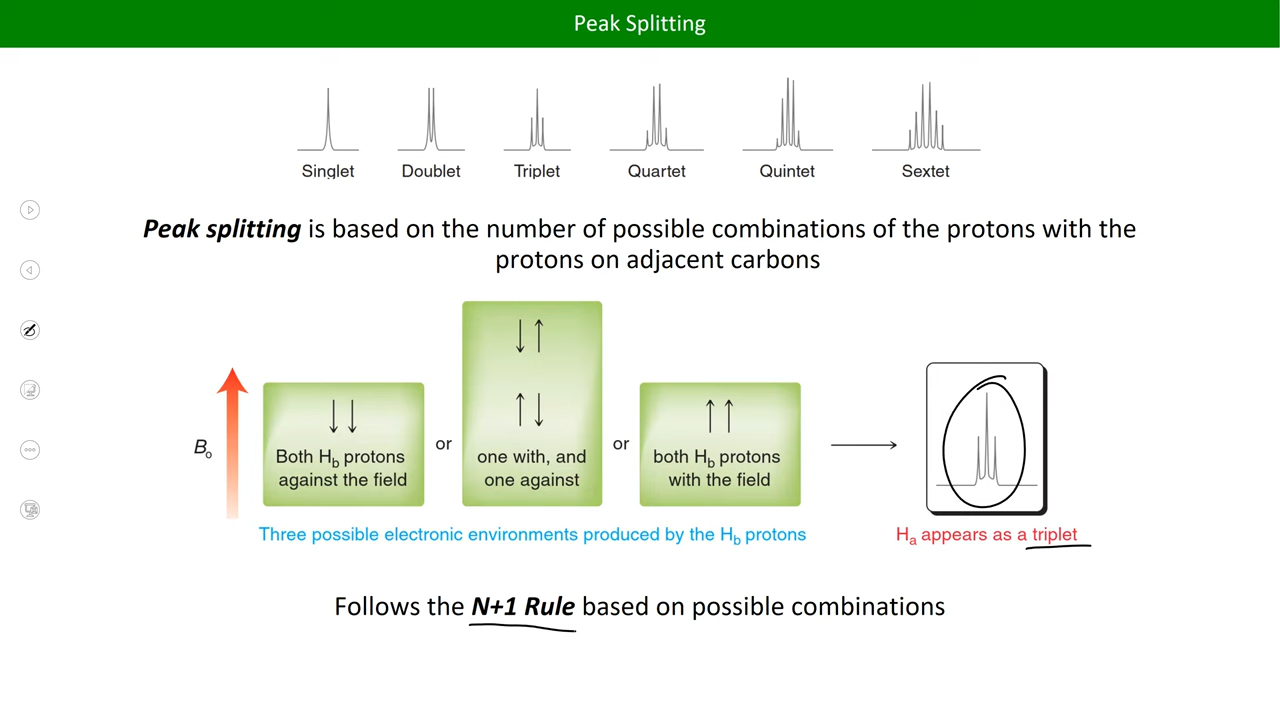 Peak Splitting
Singlet Doublet Triplet Quartet Quintet Sextet
Peak splitting is based on the number of possible combinations of the protons with the
protons on adjacent carbons
Bo
Both Hb protons
against the field
or
one with, and
one against
or
both Hb protons
with the field
Three possible electronic environments produced by the Hb protons
Ha appears as a triplet
Follows the N+1 Rule based on possible combinations